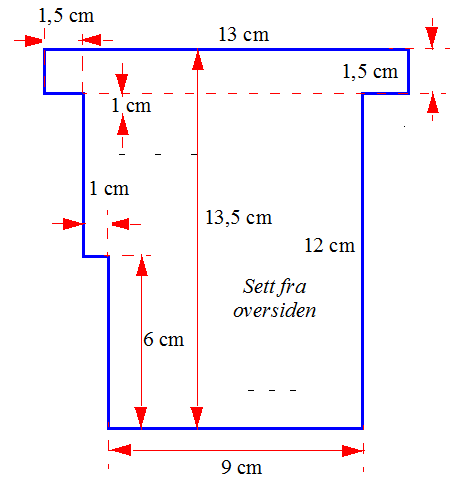 1,5 cm
13 cm
1,5 cm
1 cm
1 cm
13,5 cm
12 cm
Sett fra
oversiden
6 cm
9 cm